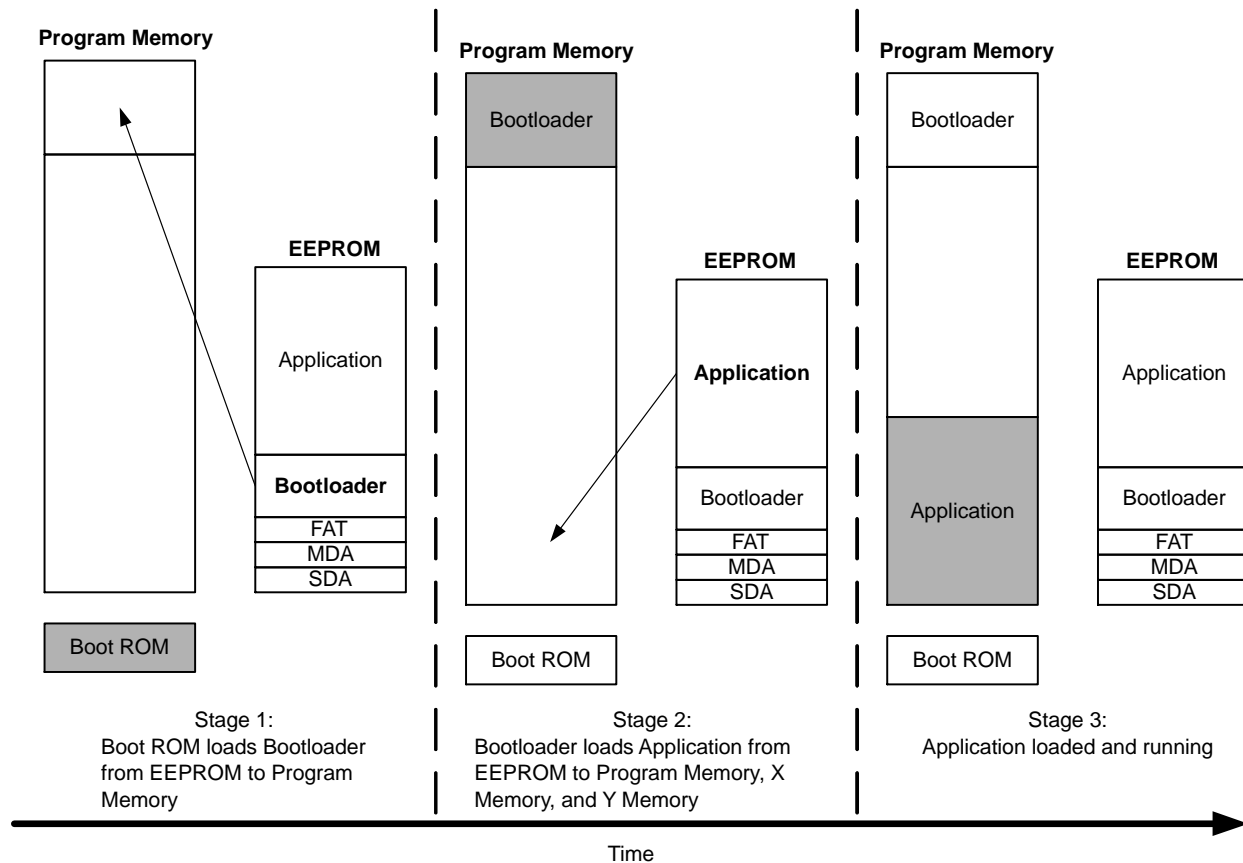 Program Memory
EEPROM
Application
Bootloader
FAT
MDA
SDA
Boot ROM
Stage 1:
Boot ROM loads Bootloader
from EEPROM to Program
Memory
Program Memory
Bootloader
EEPROM
Application
Bootloader
FAT
MDA
SDA
Boot ROM
Stage 2:
Bootloader loads Application from
EEPROM to Program Memory, X
Memory, and Y Memory
Program Memory
Bootloader
EEPROM
Application
Application
Bootloader
FAT
MDA
SDA
Boot ROM
Stage 3:
Application loaded and running
Time